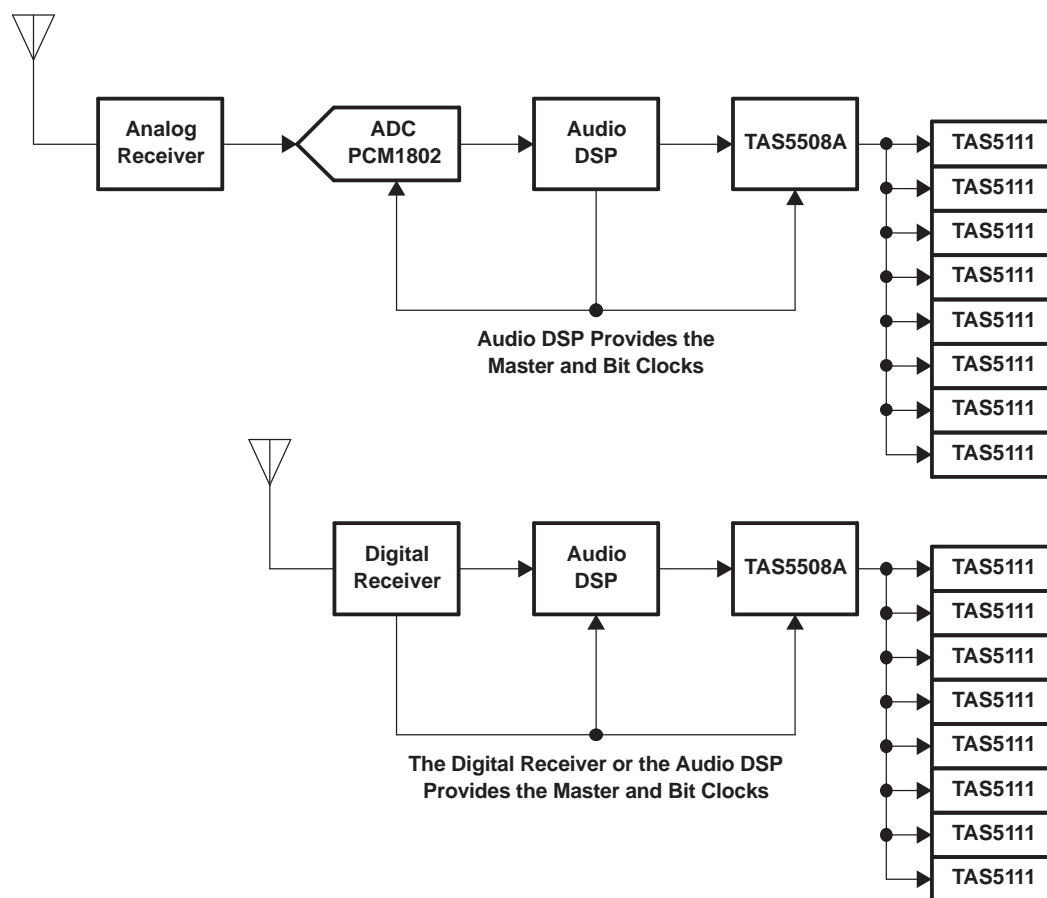 Analog
Receiver
ADC
PCM1802
Audio
DSP
TAS5508A
TAS5111
TAS5111
TAS5111
TAS5111
TAS5111
TAS5111
TAS5111
TAS5111
Audio DSP Provides the
Master and Bit Clocks
Digital
Receiver
Audio
DSP
TAS5508A
TAS5111
TAS5111
TAS5111
TAS5111
TAS5111
TAS5111
TAS5111
TAS5111
The Digital Receiver or the Audio DSP
Provides the Master and Bit Clocks